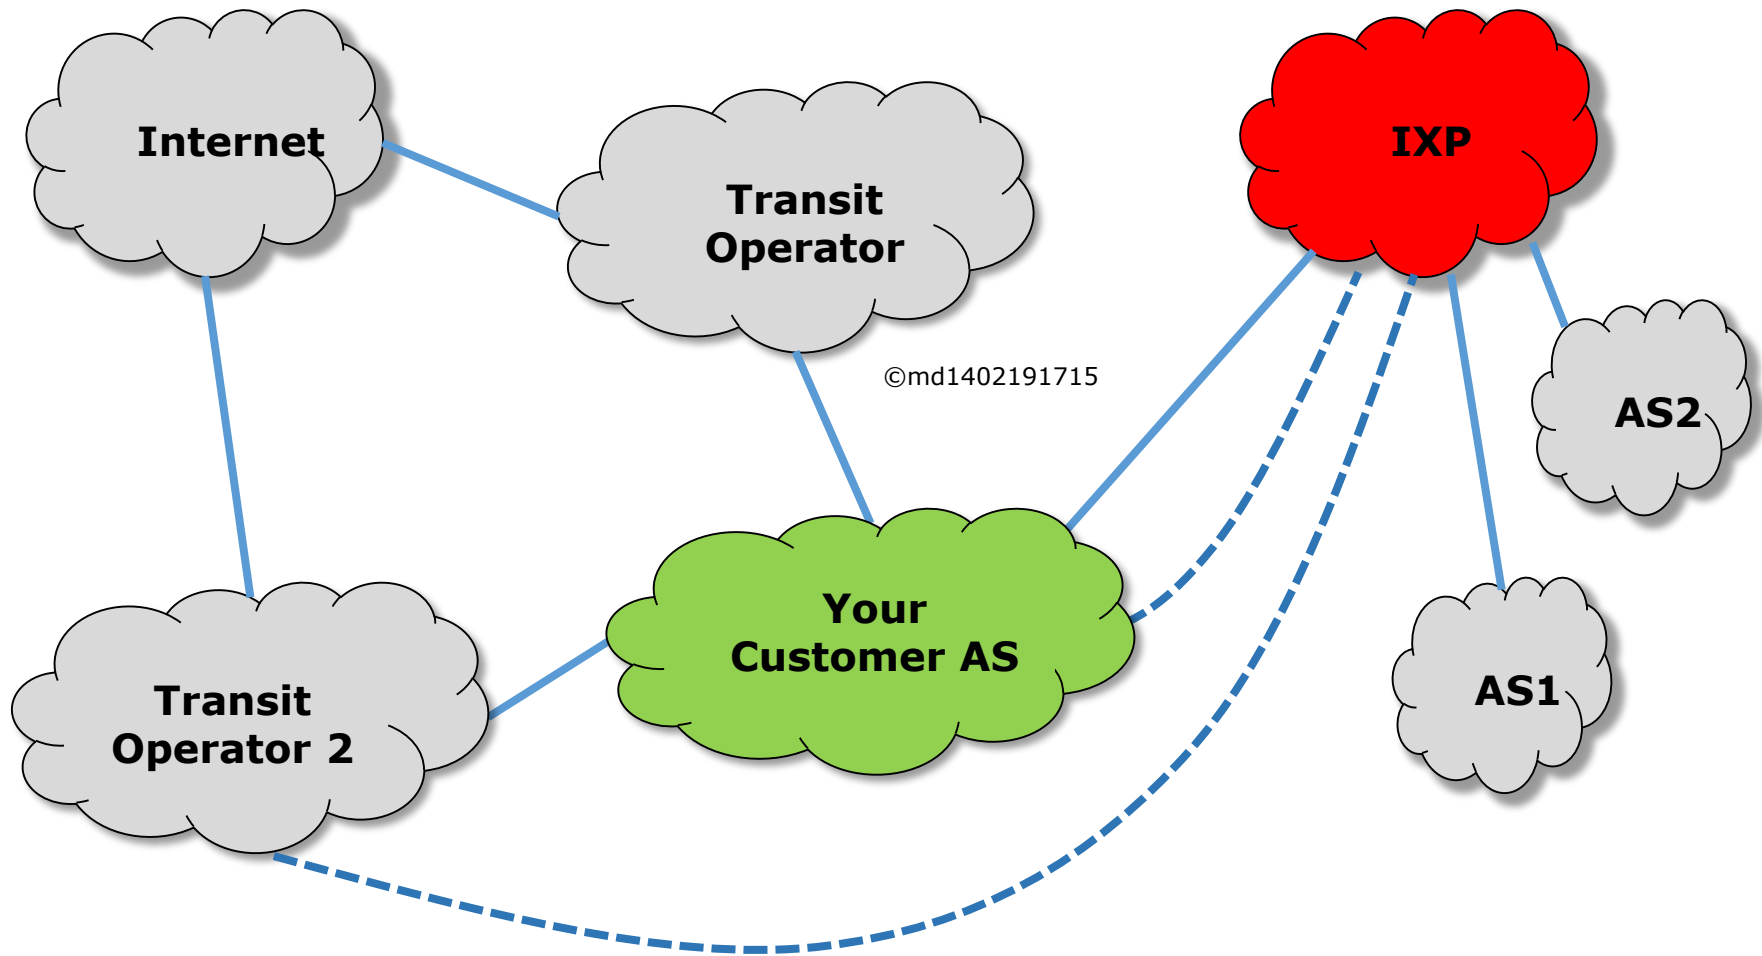 Internet
Transit
Operator
IXP
©md1402191715
AS2
Your
Customer AS
Transit
Operator 2
AS1